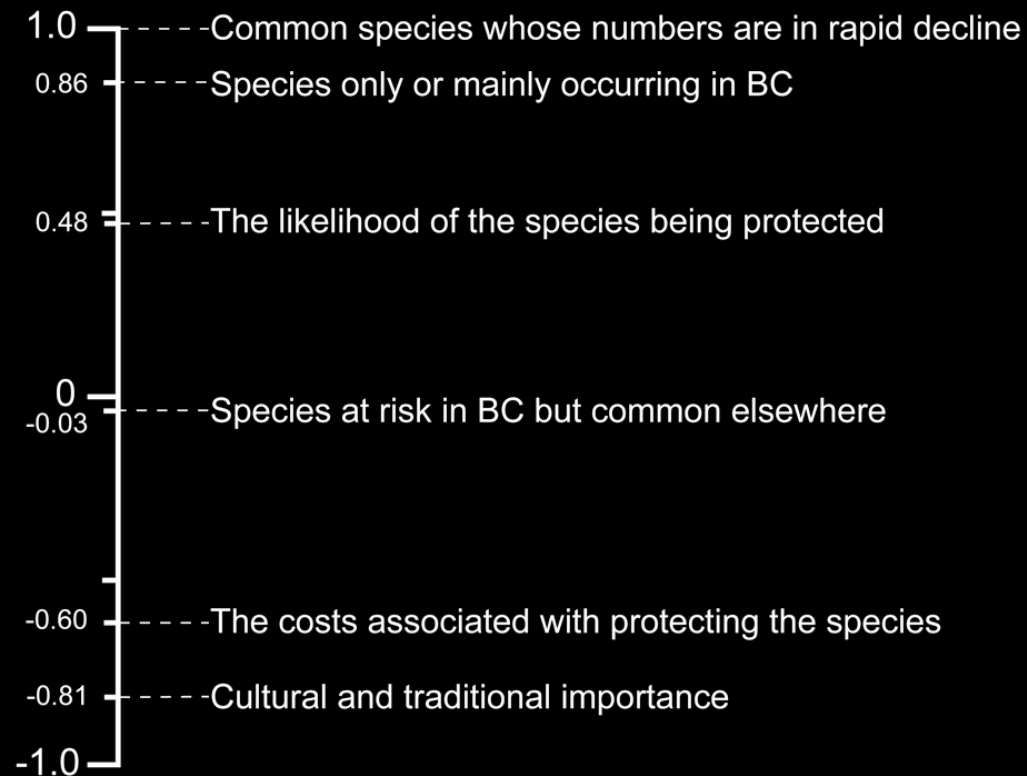 1.0 Common species whose numbers are in rapid decline
0.86 Species only or mainly occurring in BC
0.48 The likelihood of the species being protected
0
-0.03 Species at risk in BC but common elsewhere
-0.60 The costs associated with protecting the species
-0.81 Cultural and traditional importance
-1.0